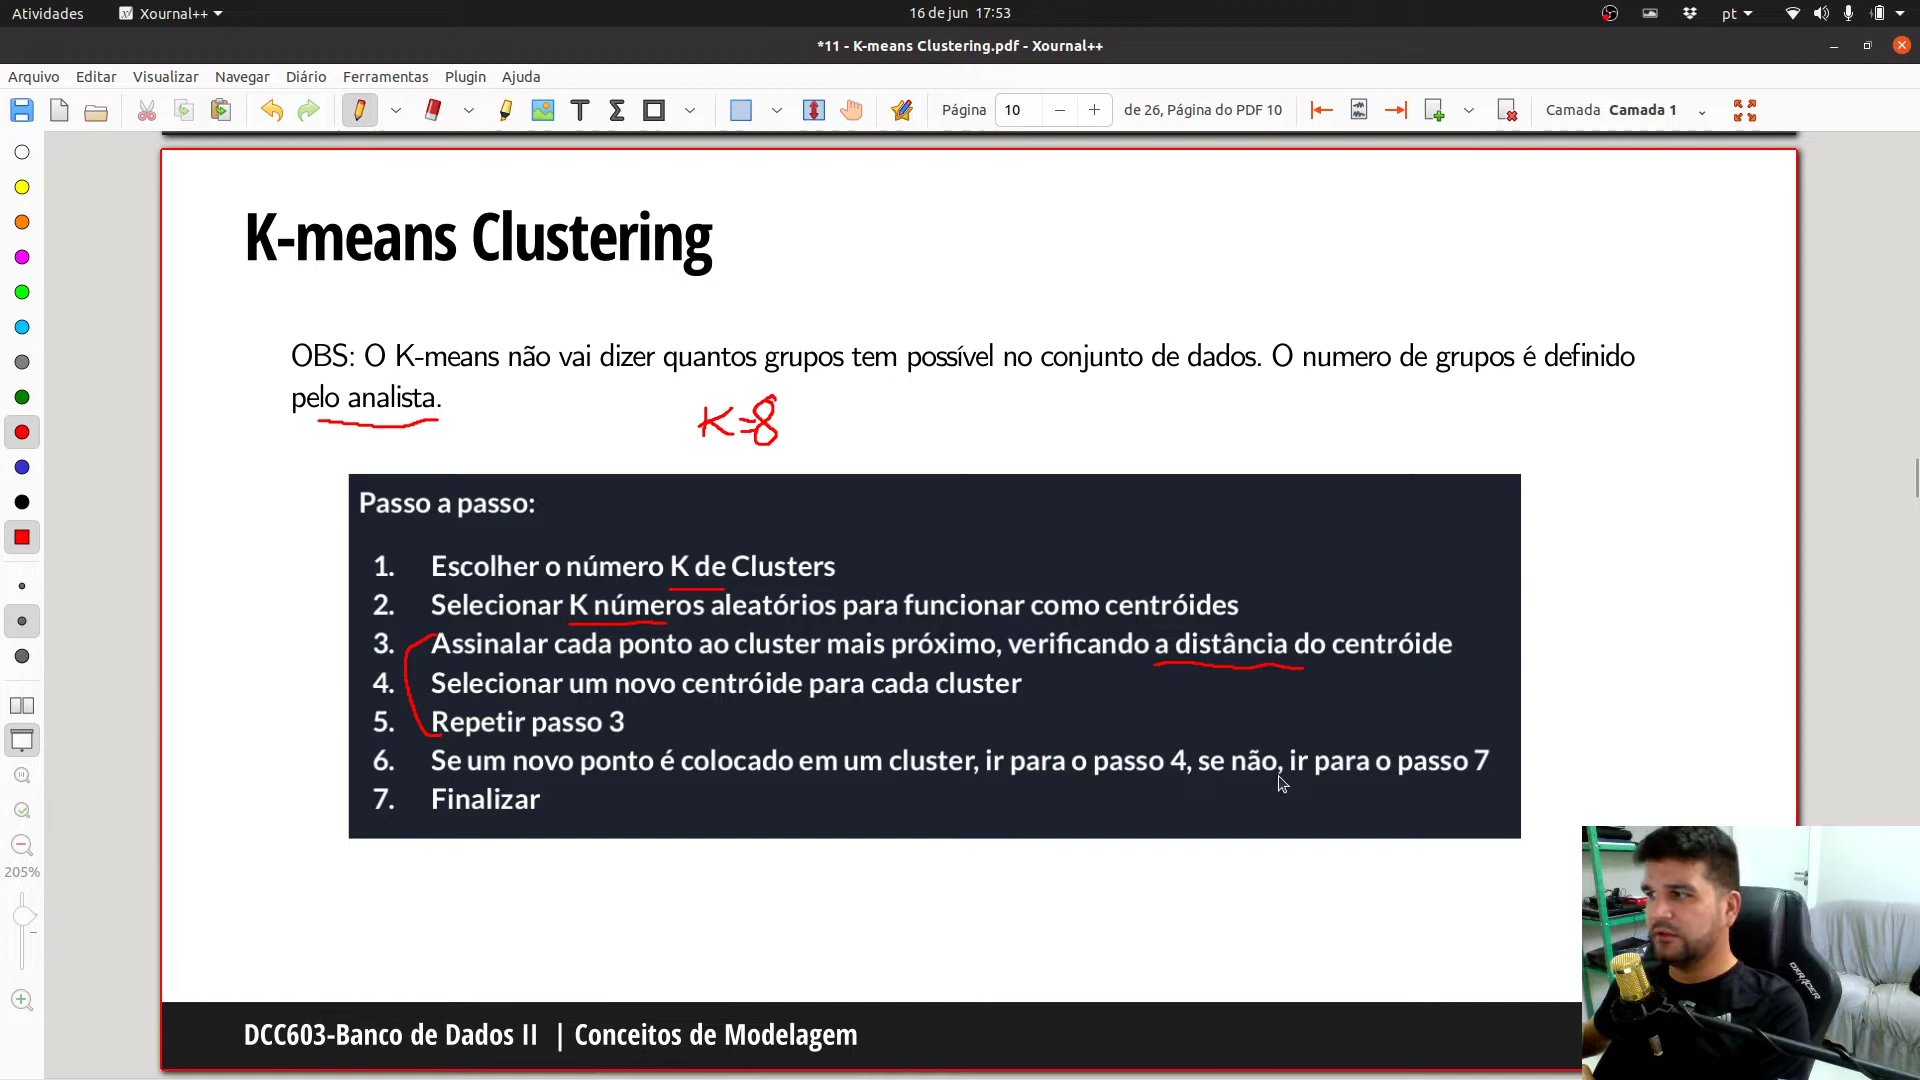 Atividades
Xournal++
16 de jun 17:53
pt
*11 - K-means Clustering.pdf - Xournal++
Arquivo Editar Visualizar Navegar Diário Ferramentas Plugin Ajuda
Página 10 de 26, Página do PDF 10 Camada Camada 1
K-means Clustering
OBS: O K-means não vai dizer quantos grupos tem possível no conjunto de dados. O numero de grupos é definido
pelo analista.
K=8
Passo a passo:
1. Escolher o número K de Clusters
2. Selecionar K números aleatórios para funcionar como centróides
3. Assinalar cada ponto ao cluster mais próximo, verificando a distância do centróide
4. Selecionar um novo centróide para cada cluster
5. Repetir passo 3
6. Se um novo ponto é colocado em um cluster, ir para o passo 4, se não, ir para o passo 7
7. Finalizar
205%
DXRACER
DCC603-Banco de Dados II | Conceitos de Modelagem